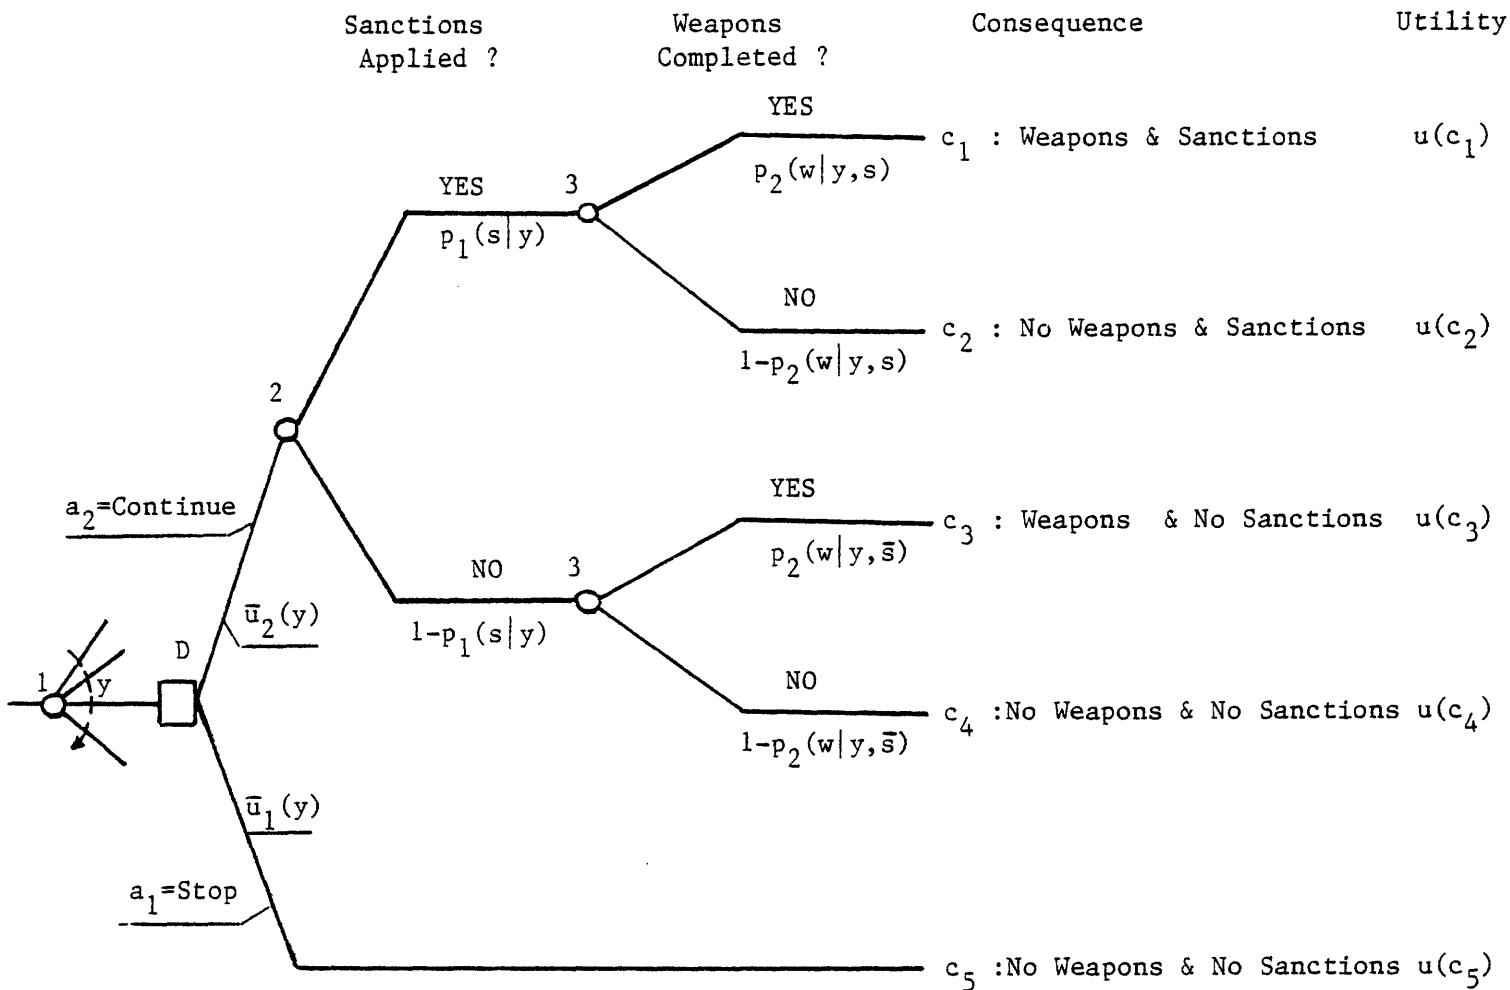 Sanctions Applied ?
Weapons Completed ?
Consequence
Utility
YES
c₁ : Weapons & Sanctions u(c₁)
p₂(w|y,s)
YES 3
p₁(s|y)
NO
c₂ : No Weapons & Sanctions u(c₂)
1-p₂(w|y,s)
2
a₂=Continue
YES
c₃ : Weapons & No Sanctions u(c₃)
p₂(w|y,s̄)
NO 3
1-p₁(s|y)
ū₂(y)
D
1 y
NO
c₄ :No Weapons & No Sanctions u(c₄)
1-p₂(w|y,s̄)
ū₁(y)
a₁=Stop
c₅ :No Weapons & No Sanctions u(c₅)